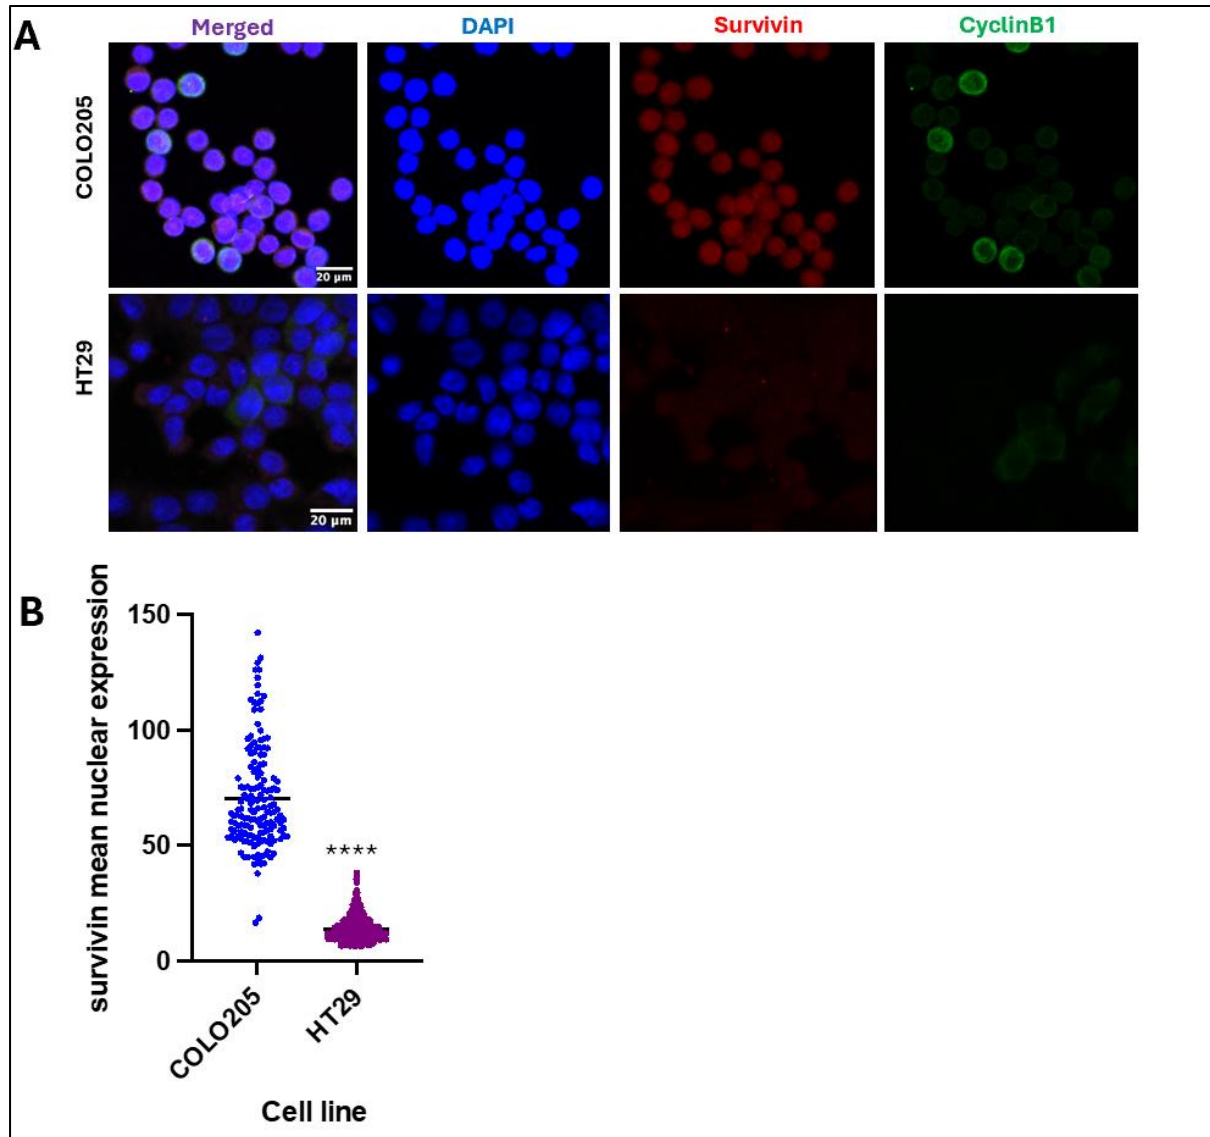 A
Merged
DAPI
Survivin
CyclinB1
COLO205
20 µm
HT29
20 µm
B
survivin mean nuclear expression
150
100
50
0
****
COLO205
HT29
Cell line